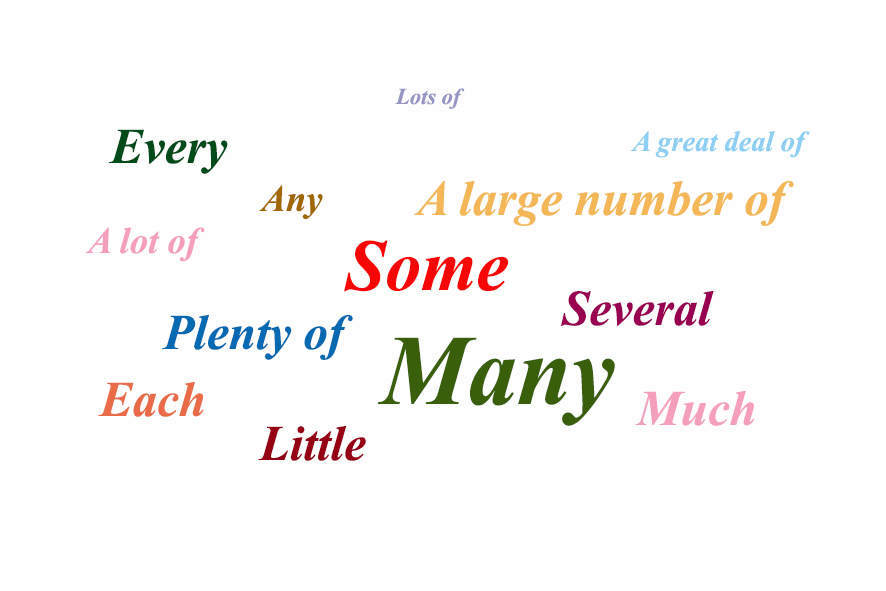 Lots of
Every
A great deal of
Any
A large number of
A lot of
Some
Several
Plenty of
Many
Each
Much
Little